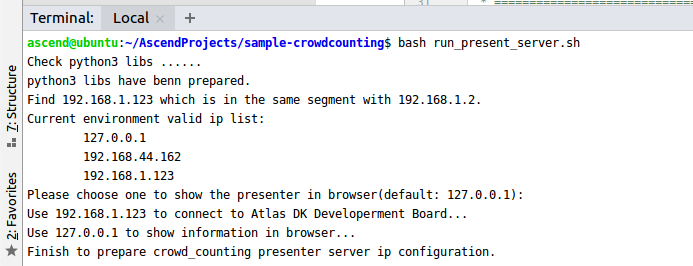 31
* =====================================
Terminal: Local × +
ascend@ubuntu:~/AscendProjects/sample-crowdcounting$ bash run_present_server.sh
Check python3 libs ......
python3 libs have benn prepared.
Find 192.168.1.123 which is in the same segment with 192.168.1.2.
Current environment valid ip list:
127.0.0.1
192.168.44.162
192.168.1.123
Please choose one to show the presenter in browser(default: 127.0.0.1):
Use 192.168.1.123 to connect to Atlas DK Developerment Board...
Use 127.0.0.1 to show information in browser...
Finish to prepare crowd_counting presenter server ip configuration.
7: Structure
2: Favorites